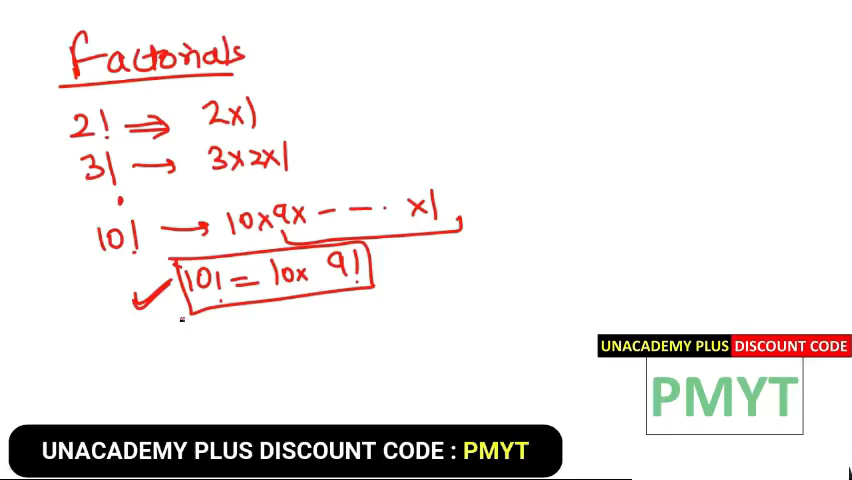 Factorials
2! ⇒ 2x1
3! → 3x2x1
10! → 10x9x - - - . x1
10! = 10x 9!
UNACADEMY PLUS DISCOUNT CODE
PMYT
UNACADEMY PLUS DISCOUNT CODE : PMYT